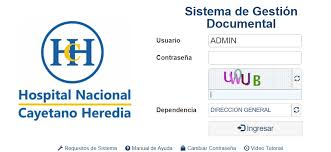 HCH
Hospital Nacional
Cayetano Heredia
Sistema de Gestión
Documental
Usuario
ADMIN
Contraseña
Dependencia
DIRECCION GENERAL
Ingresar
Requisitos de Sistema
Manual de Ayuda
Cambiar Contraseña
Video Tutorial